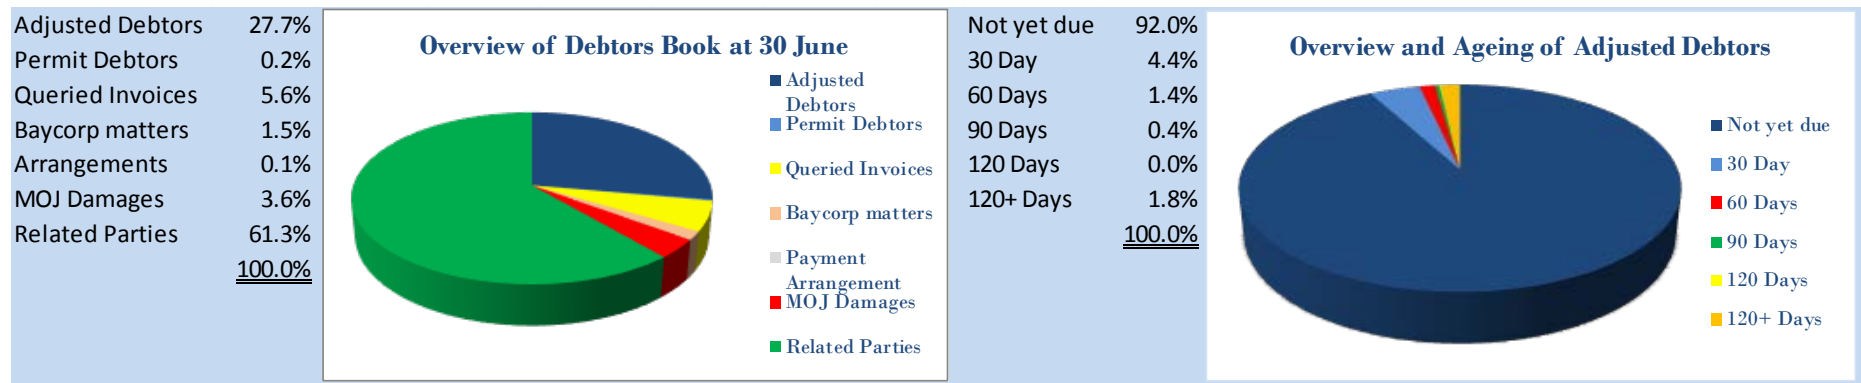 Adjusted Debtors 27.7%
Permit Debtors 0.2%
Queried Invoices 5.6%
Baycorp matters 1.5%
Arrangements 0.1%
MOJ Damages 3.6%
Related Parties 61.3%
100.0%
Overview of Debtors Book at 30 June
Adjusted
Debtors
Permit Debtors
Queried Invoices
Baycorp matters
Payment
Arrangement
MOJ Damages
Related Parties
Not yet due 92.0%
30 Day 4.4%
60 Days 1.4%
90 Days 0.4%
120 Days 0.0%
120+ Days 1.8%
100.0%
Overview and Ageing of Adjusted Debtors
Not yet due
30 Day
60 Days
90 Days
120 Days
120+ Days